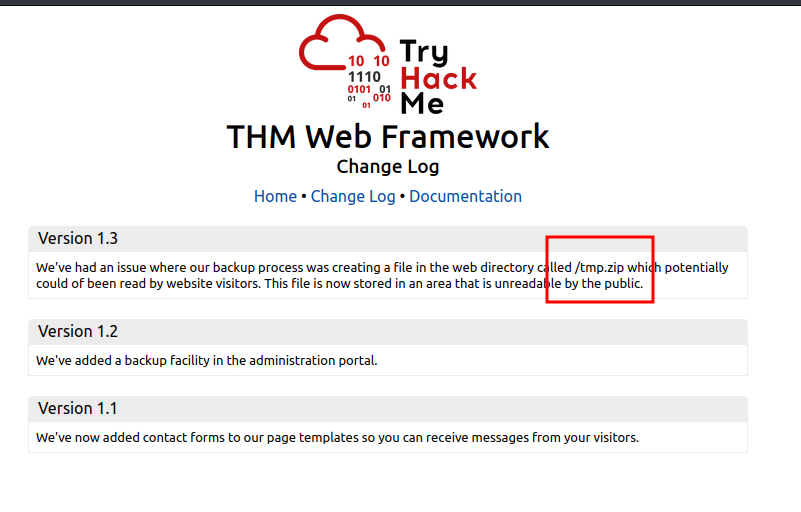 10 10
1110
0101 01
01 010
01
Try
Hack
Me
THM Web Framework
Change Log
Home • Change Log • Documentation
Version 1.3
We've had an issue where our backup process was creating a file in the web directory called /tmp.zip which potentially
could of been read by website visitors. This file is now stored in an area that is unreadable by the public.
Version 1.2
We've added a backup facility in the administration portal.
Version 1.1
We've now added contact forms to our page templates so you can receive messages from your visitors.